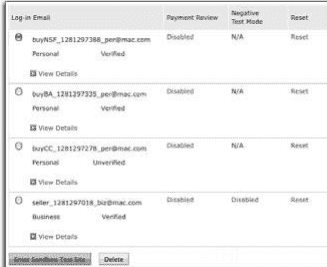 Log-in Email Payment Review Negative Test Mode Reset
buyNSF_1281297388_per@mac.com Disabled N/A Reset
Personal Verified
View Details
buyBA_1281297335_per@mac.com Disabled N/A Reset
Personal Verified
View Details
buyCC_1281297278_per@mac.com Disabled N/A Reset
Personal Unverified
View Details
seller_1281297018_biz@mac.com Disabled Disabled Reset
Business Verified
View Details
Enter Sandbox Test Site Delete